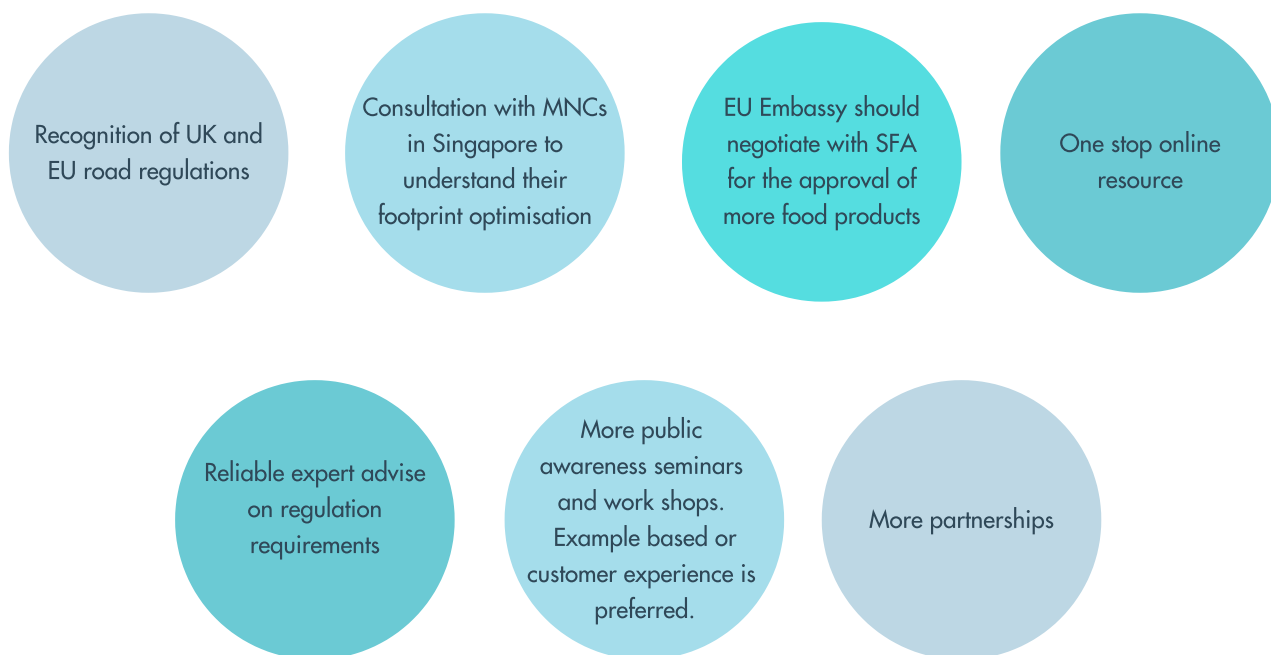 Recognition of UK and
EU road regulations
Consultation with MNCs
in Singapore to
understand their
footprint optimisation
EU Embassy should
negotiate with SFA
for the approval of
more food products
One stop online
resource
Reliable expert advise
on regulation
requirements
More public
awareness seminars
and work shops.
Example based or
customer experience is
preferred.
More partnerships